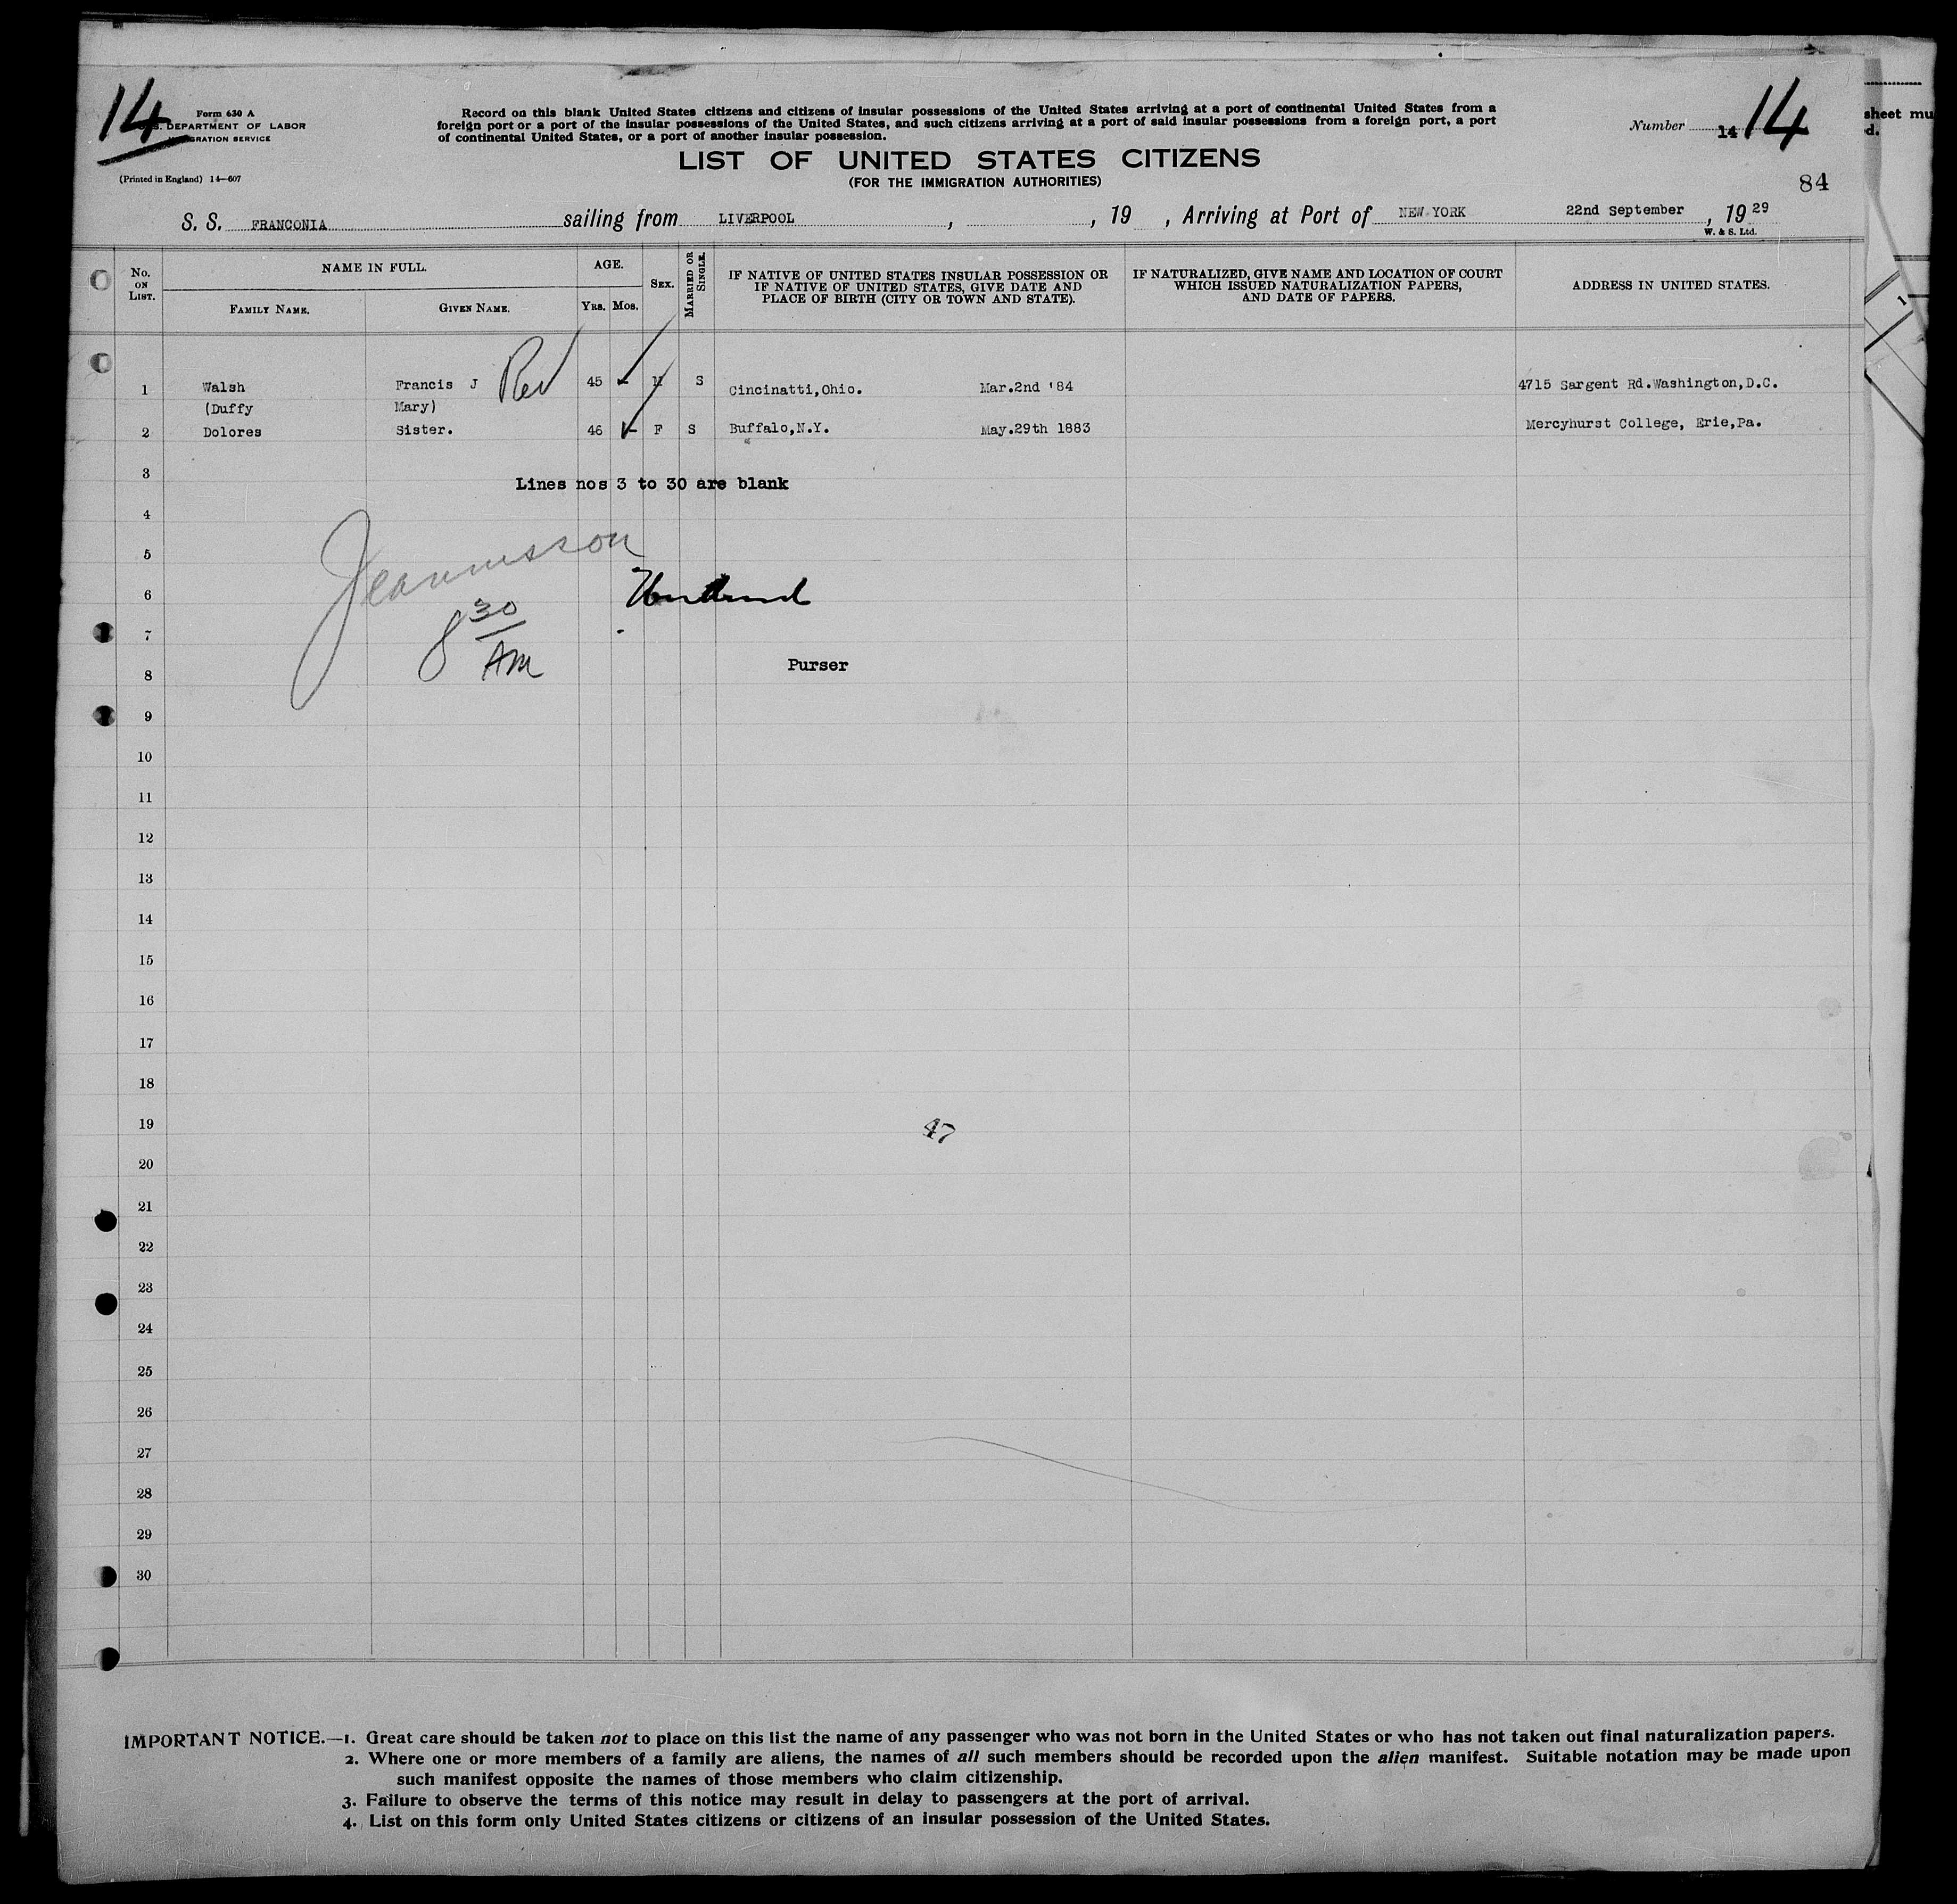 14
Form 630 A
S. DEPARTMENT OF LABOR
IMMIGRATION SERVICE
(Printed in England) 14—607
Record on this blank United States citizens and citizens of insular possessions of the United States arriving at a port of continental United States from a
foreign port or a port of the insular possessions of the United States, and such citizens arriving at a port of said insular possessions from a foreign port, a port
of continental United States, or a port of another insular possession.
Number 14 14
sheet mu
d.
LIST OF UNITED STATES CITIZENS
(FOR THE IMMIGRATION AUTHORITIES)
84
S. S. FRANCONIA sailing from LIVERPOOL , , 19 , Arriving at Port of NEW YORK 22nd September , 19 29
W. & S. Ltd.
No. ON LIST. NAME IN FULL. FAMILY NAME. GIVEN NAME. AGE. YRS. MOS. SEX. MARRIED OR SINGLE. IF NATIVE OF UNITED STATES INSULAR POSSESSION OR IF NATIVE OF UNITED STATES, GIVE DATE AND PLACE OF BIRTH (CITY OR TOWN AND STATE). IF NATURALIZED, GIVE NAME AND LOCATION OF COURT WHICH ISSUED NATURALIZATION PAPERS, AND DATE OF PAPERS. ADDRESS IN UNITED STATES.
1 Walsh Francis J Rev 45 M S Cincinatti,Ohio. Mar.2nd '84 4715 Sargent Rd.Washington,D.C.
(Duffy Mary)
2 Dolores Sister. 46 F S Buffalo,N.Y. May.29th 1883 Mercyhurst College, Erie,Pa.
3
Lines nos 3 to 30 are blank
4
5
6
8 30 AM
7
8 Purser
9
10
11
12
13
14
15
16
17
18
19 47
20
21
22
23
24
25
26
27
28
29
30
IMPORTANT NOTICE.—1. Great care should be taken not to place on this list the name of any passenger who was not born in the United States or who has not taken out final naturalization papers.
2. Where one or more members of a family are aliens, the names of all such members should be recorded upon the alien manifest. Suitable notation may be made upon
such manifest opposite the names of those members who claim citizenship.
3. Failure to observe the terms of this notice may result in delay to passengers at the port of arrival.
4. List on this form only United States citizens or citizens of an insular possession of the United States.